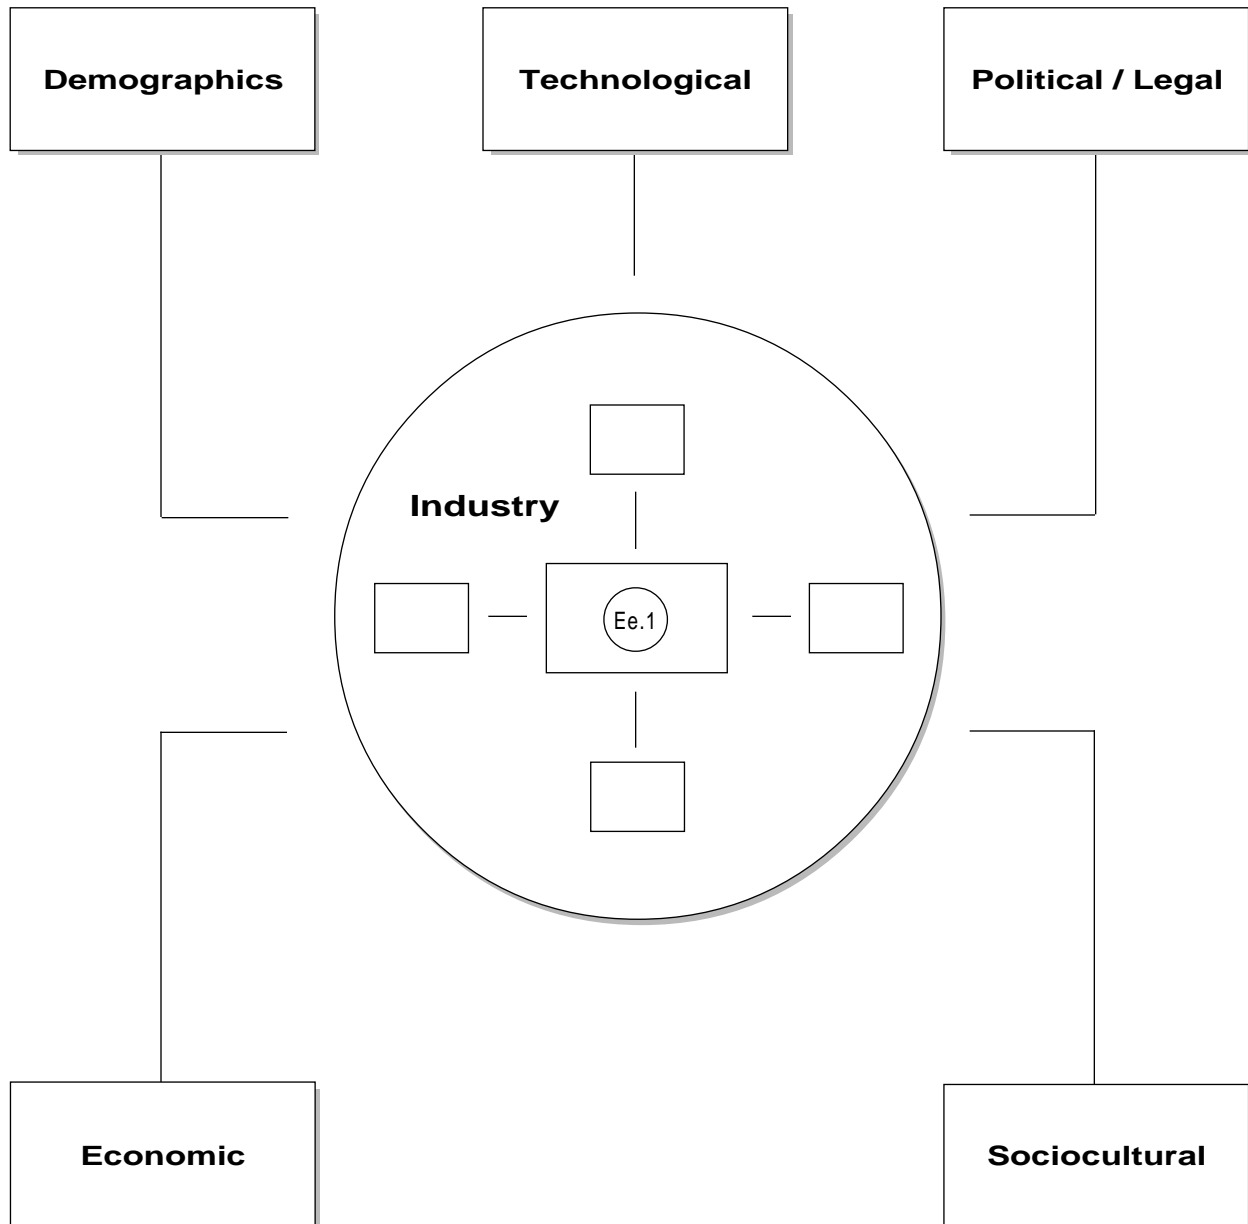 Demographics
Technological
Political / Legal
Industry
Ee.1
Economic
Sociocultural